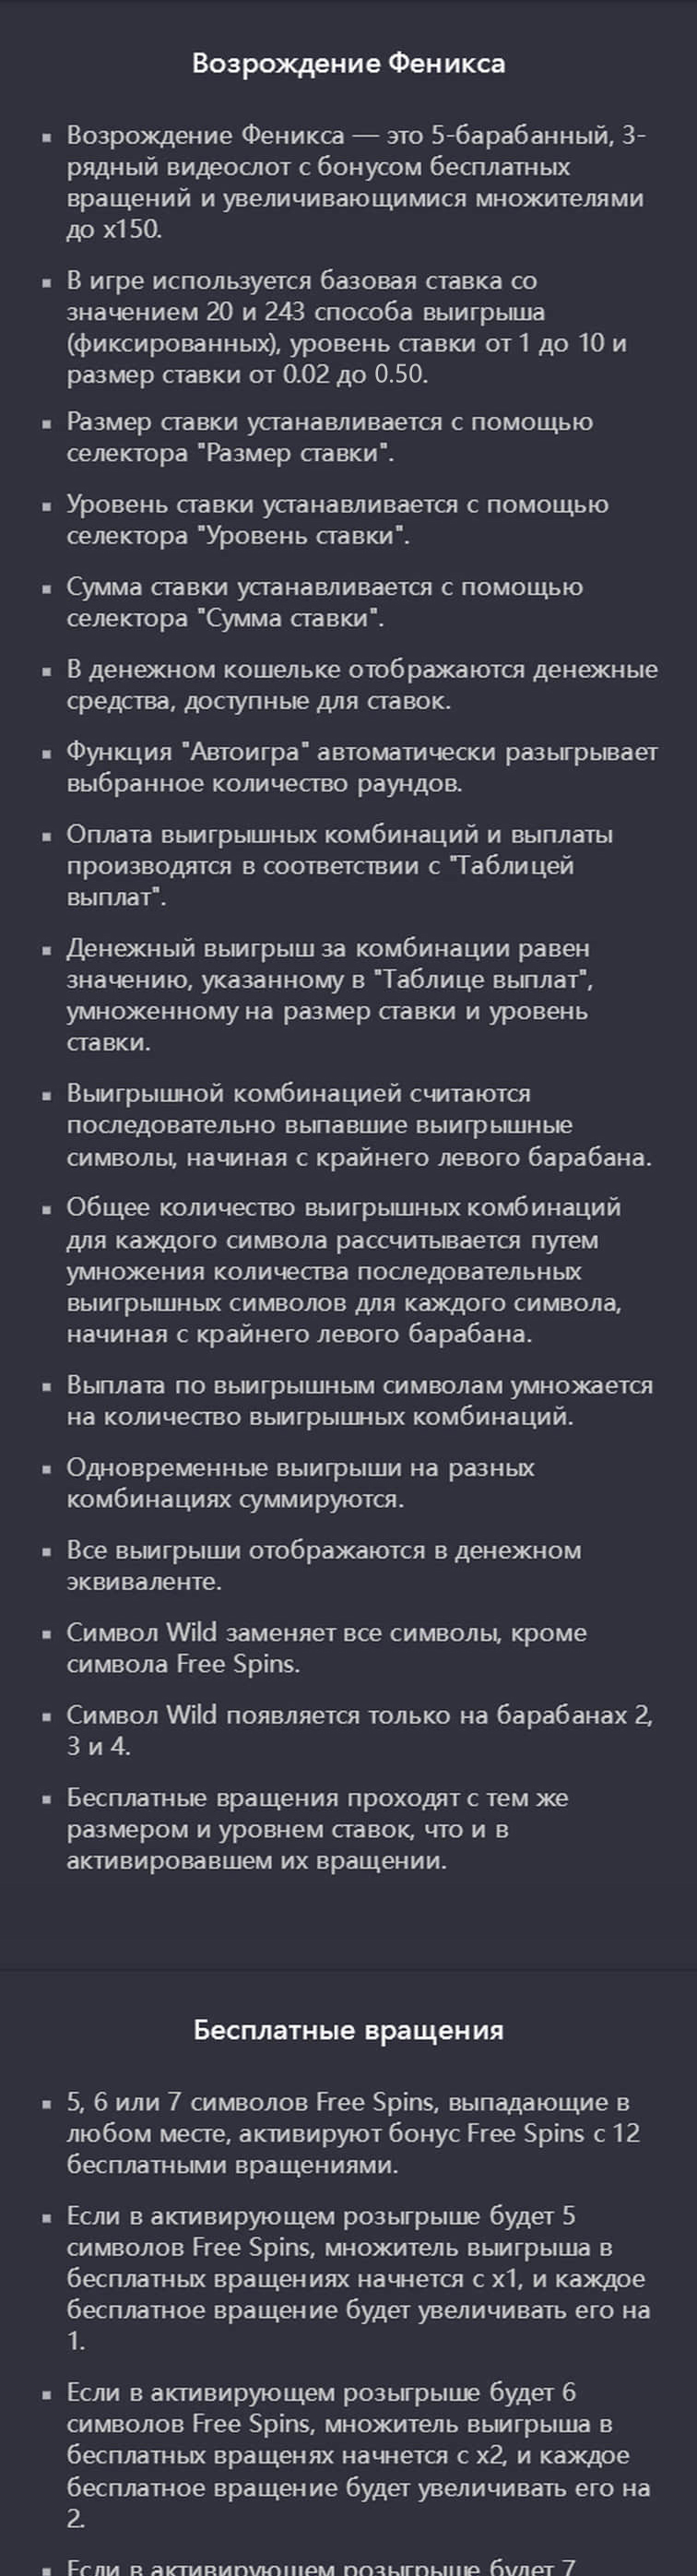 Возрождение Феникса
▪ Возрождение Феникса — это 5-барабанный, 3-
рядный видеослот с бонусом бесплатных
вращений и увеличивающимися множителями
до x150.
▪ В игре используется базовая ставка со
значением 20 и 243 способа выигрыша
(фиксированных), уровень ставки от 1 до 10 и
размер ставки от 0.02 до 0.50.
▪ Размер ставки устанавливается с помощью
селектора "Размер ставки".
▪ Уровень ставки устанавливается с помощью
селектора "Уровень ставки".
▪ Сумма ставки устанавливается с помощью
селектора "Сумма ставки".
▪ В денежном кошельке отображаются денежные
средства, доступные для ставок.
▪ Функция "Автоигра" автоматически разыгрывает
выбранное количество раундов.
▪ Оплата выигрышных комбинаций и выплаты
производятся в соответствии с "Таблицей
выплат".
▪ Денежный выигрыш за комбинации равен
значению, указанному в "Таблице выплат",
умноженному на размер ставки и уровень
ставки.
▪ Выигрышной комбинацией считаются
последовательно выпавшие выигрышные
символы, начиная с крайнего левого барабана.
▪ Общее количество выигрышных комбинаций
для каждого символа рассчитывается путем
умножения количества последовательных
выигрышных символов для каждого символа,
начиная с крайнего левого барабана.
▪ Выплата по выигрышным символам умножается
на количество выигрышных комбинаций.
▪ Одновременные выигрыши на разных
комбинациях суммируются.
▪ Все выигрыши отображаются в денежном
эквиваленте.
▪ Символ Wild заменяет все символы, кроме
символа Free Spins.
▪ Символ Wild появляется только на барабанах 2,
3 и 4.
▪ Бесплатные вращения проходят с тем же
размером и уровнем ставок, что и в
активировавшем их вращении.
Бесплатные вращения
▪ 5, 6 или 7 символов Free Spins, выпадающие в
любом месте, активируют бонус Free Spins с 12
бесплатными вращениями.
▪ Если в активирующем розыгрыше будет 5
символов Free Spins, множитель выигрыша в
бесплатных вращениях начнется с x1, и каждое
бесплатное вращение будет увеличивать его на
1.
▪ Если в активирующем розыгрыше будет 6
символов Free Spins, множитель выигрыша в
бесплатных вращенях начнется с x2, и каждое
бесплатное вращение будет увеличивать его на
2.
▪ Если в активирующем розыгрыше будет 7